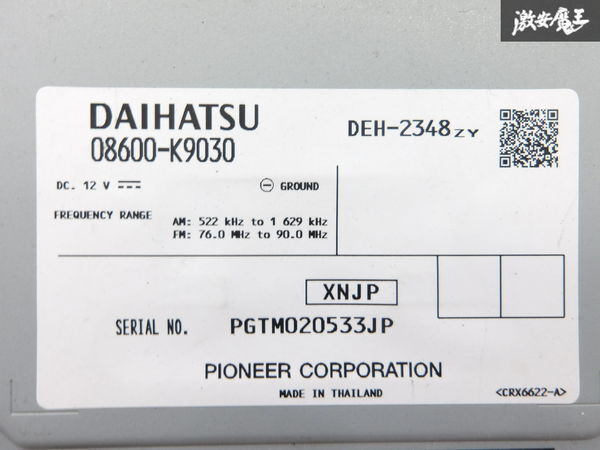 激安魔王
DAIHATSU
08600-K9030
DEH-2348ZY
DC. 12 V
⊖ GROUND
FREQUENCY RANGE
AM: 522 kHz to 1 629 kHz
FM: 76.0 MHz to 90.0 MHz
XNJP
SERIAL NO. PGTM020533JP
PIONEER CORPORATION
MADE IN THAILAND
<CRX6622-A>